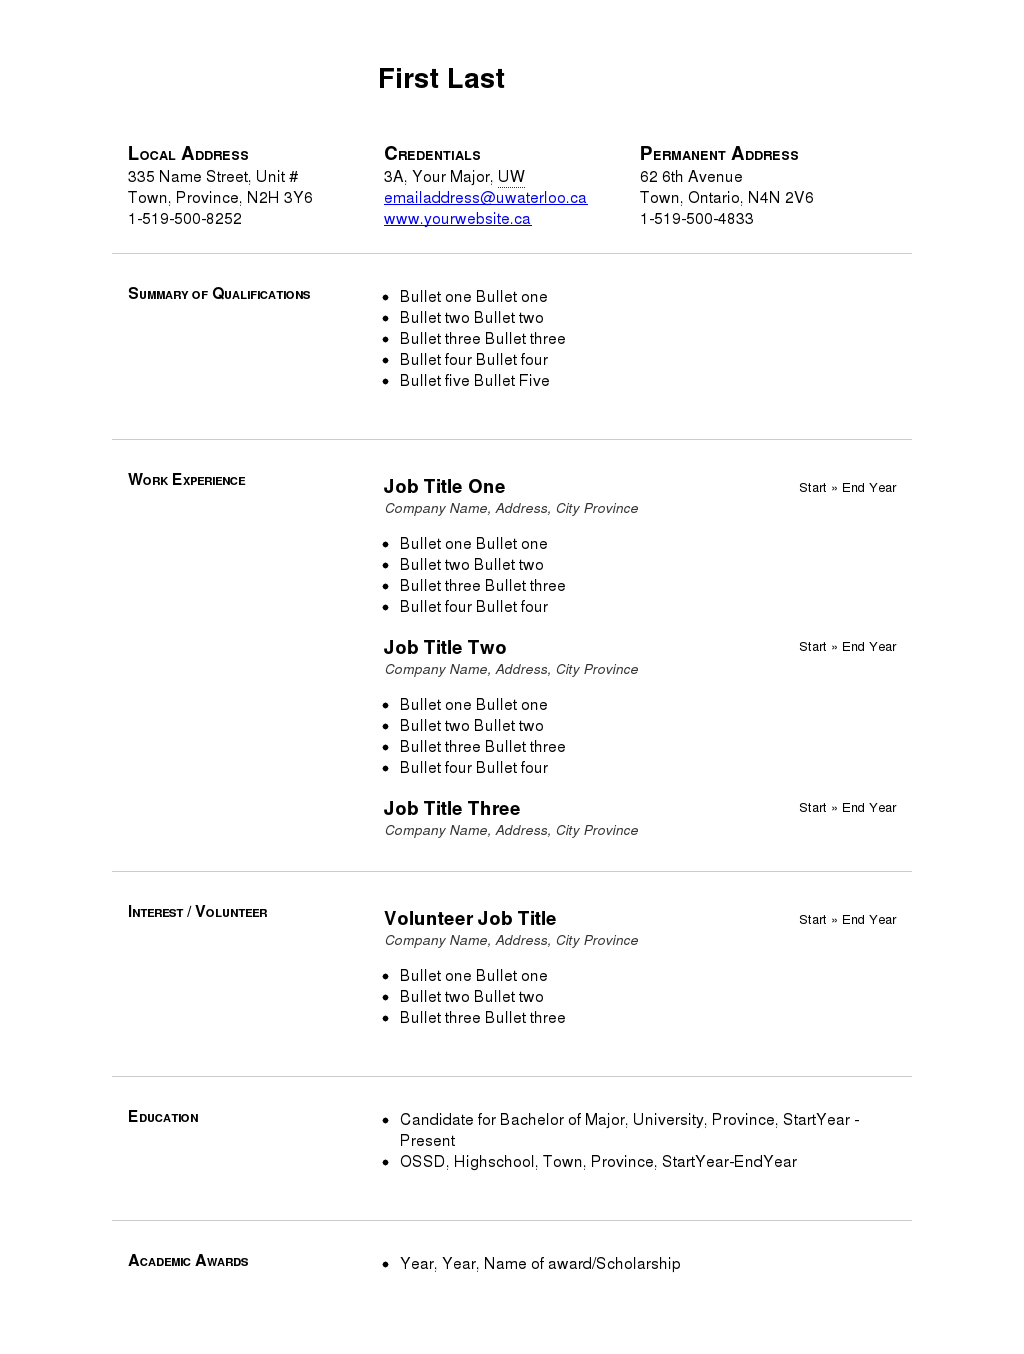 First Last
Local Address
335 Name Street, Unit #
Town, Province, N2H 3Y6
1-519-500-8252
Credentials
3A, Your Major, UW
emailaddress@uwaterloo.ca
www.yourwebsite.ca
Permanent Address
62 6th Avenue
Town, Ontario, N4N 2V6
1-519-500-4833
Summary of Qualifications
• Bullet one Bullet one
• Bullet two Bullet two
• Bullet three Bullet three
• Bullet four Bullet four
• Bullet five Bullet Five
Work Experience
Job Title One
Start » End Year
Company Name, Address, City Province
• Bullet one Bullet one
• Bullet two Bullet two
• Bullet three Bullet three
• Bullet four Bullet four
Job Title Two
Start » End Year
Company Name, Address, City Province
• Bullet one Bullet one
• Bullet two Bullet two
• Bullet three Bullet three
• Bullet four Bullet four
Job Title Three
Start » End Year
Company Name, Address, City Province
Interest / Volunteer
Volunteer Job Title
Start » End Year
Company Name, Address, City Province
• Bullet one Bullet one
• Bullet two Bullet two
• Bullet three Bullet three
Education
• Candidate for Bachelor of Major, University, Province, StartYear -
Present
• OSSD, Highschool, Town, Province, StartYear-EndYear
Academic Awards
• Year, Year, Name of award/Scholarship